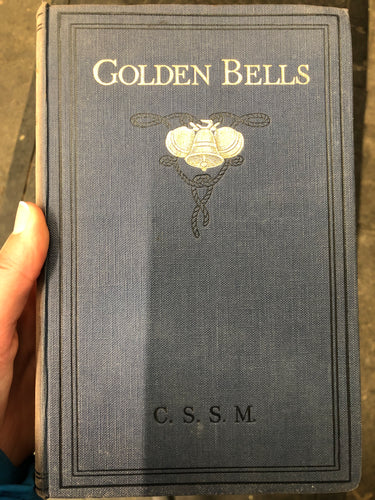 GOLDEN BELLS
C. S. S. M.